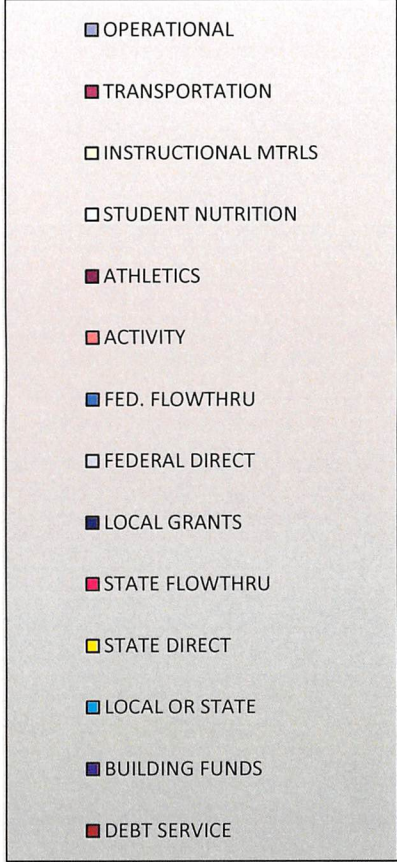 OPERATIONAL
TRANSPORTATION
INSTRUCTIONAL MTRLS
STUDENT NUTRITION
ATHLETICS
ACTIVITY
FED. FLOWTHRU
FEDERAL DIRECT
LOCAL GRANTS
STATE FLOWTHRU
STATE DIRECT
LOCAL OR STATE
BUILDING FUNDS
DEBT SERVICE